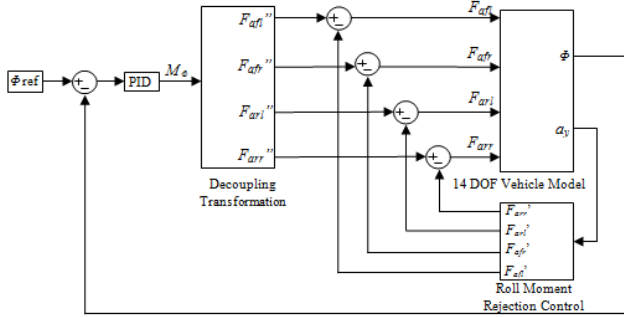 Φref
+
−
PID
MΦ
Fafl”
Fafr”
Farl”
Farr”
Decoupling
Transformation
+
−
+
−
+
−
+
−
Fafl
Fafr
Farl
Farr
Φ
ay
14 DOF Vehicle Model
Farr’
Farl’
Fafr’
Fafl’
Roll Moment
Rejection Control